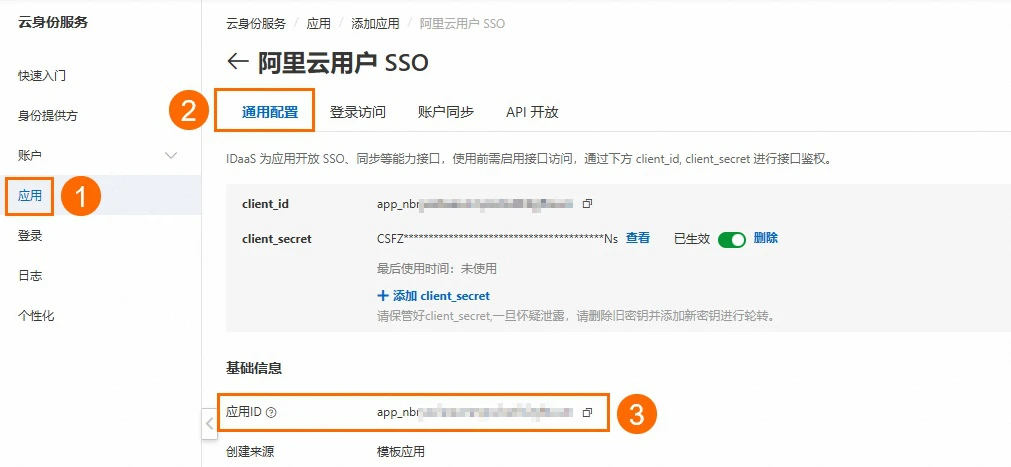 云身份服务
快速入门
身份提供方
账户
应用
1
登录
日志
个性化
云身份服务 / 应用 / 添加应用 / 阿里云用户 SSO
← 阿里云用户 SSO
2
通用配置 登录访问 账户同步 API 开放
IDaaS 为应用开放 SSO、同步等能力接口，使用前需启用接口访问，通过下方 client_id, client_secret 进行接口鉴权。
client_id app_nbr
client_secret CSFZ*****************************************Ns 查看 已生效 删除
最后使用时间：未使用
+ 添加 client_secret
请保管好client_secret,一旦怀疑泄露，请删除旧密钥并添加新密钥进行轮转。
基础信息
应用ID ? app_nbr
3
创建来源 模板应用